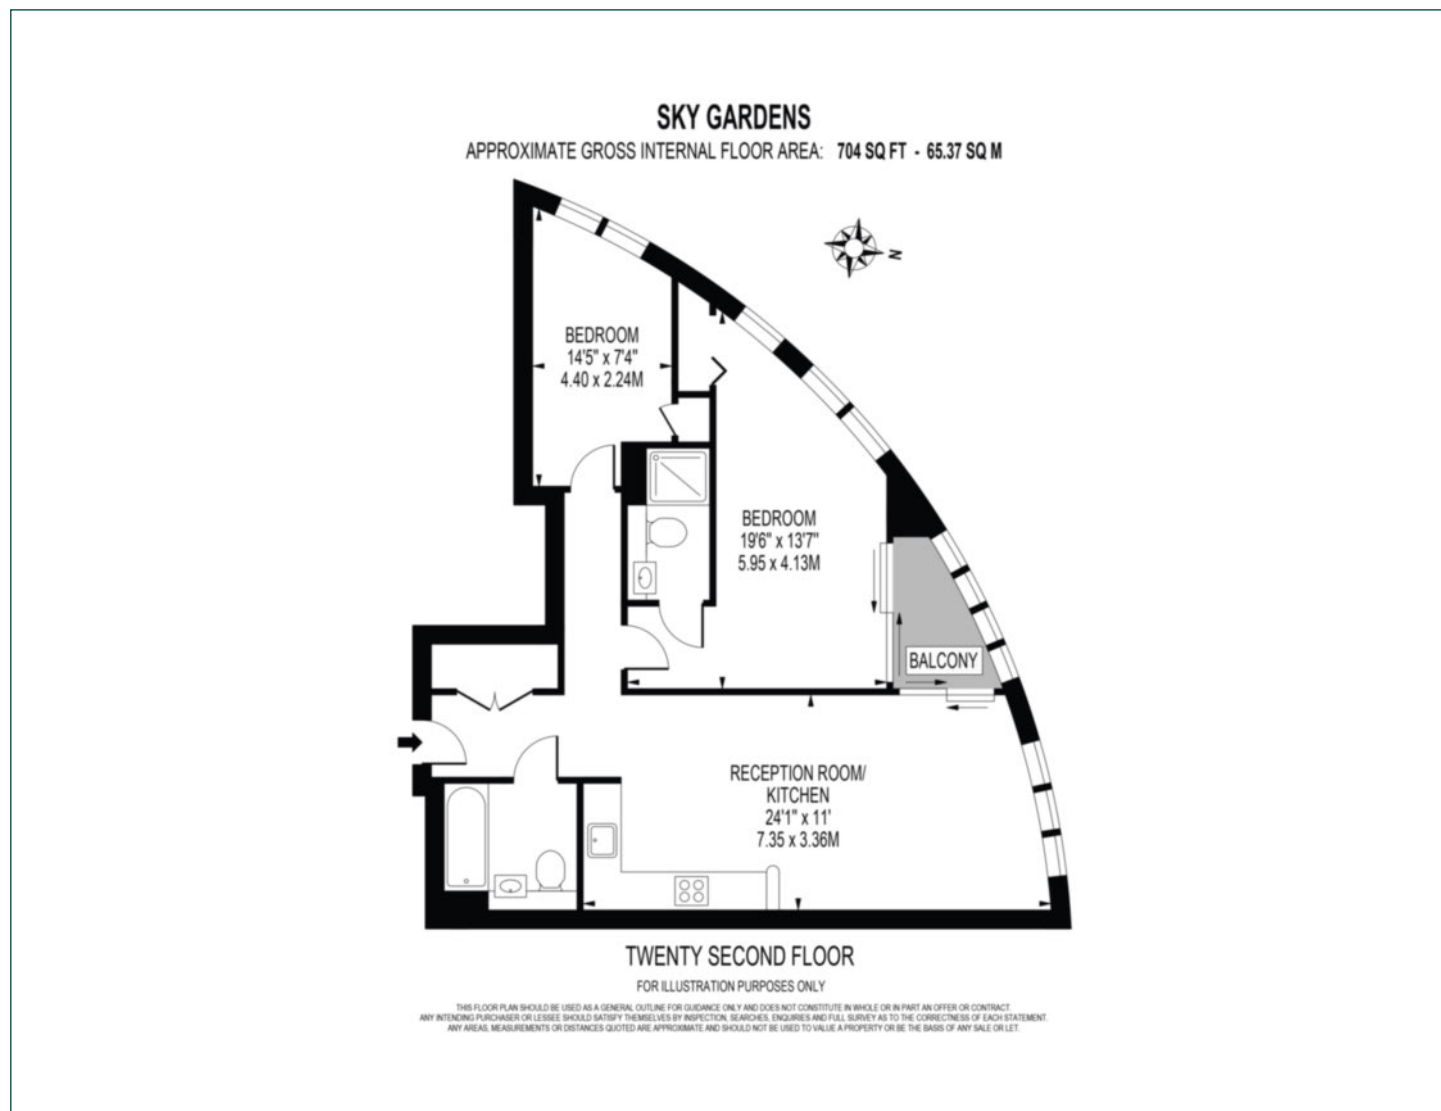 SKY GARDENS
APPROXIMATE GROSS INTERNAL FLOOR AREA: 704 SQ FT - 65.37 SQ M
N
BEDROOM
14'5" x 7'4"
4.40 x 2.24M
BEDROOM
19'6" x 13'7"
5.95 x 4.13M
BALCONY
RECEPTION ROOM/
KITCHEN
24'1" x 11'
7.35 x 3.36M
TWENTY SECOND FLOOR
FOR ILLUSTRATION PURPOSES ONLY
THIS FLOOR PLAN SHOULD BE USED AS A GENERAL OUTLINE FOR GUIDANCE ONLY AND DOES NOT CONSTITUTE IN WHOLE OR IN PART AN OFFER OR CONTRACT.
ANY INTENDING PURCHASER OR LESSEE SHOULD SATISFY THEMSELVES BY INSPECTION, SEARCHES, ENQUIRIES AND FULL SURVEY AS TO THE CORRECTNESS OF EACH STATEMENT.
ANY AREAS, MEASUREMENTS OR DISTANCES QUOTED ARE APPROXIMATE AND SHOULD NOT BE USED TO VALUE A PROPERTY OR BE THE BASIS OF ANY SALE OR LET.